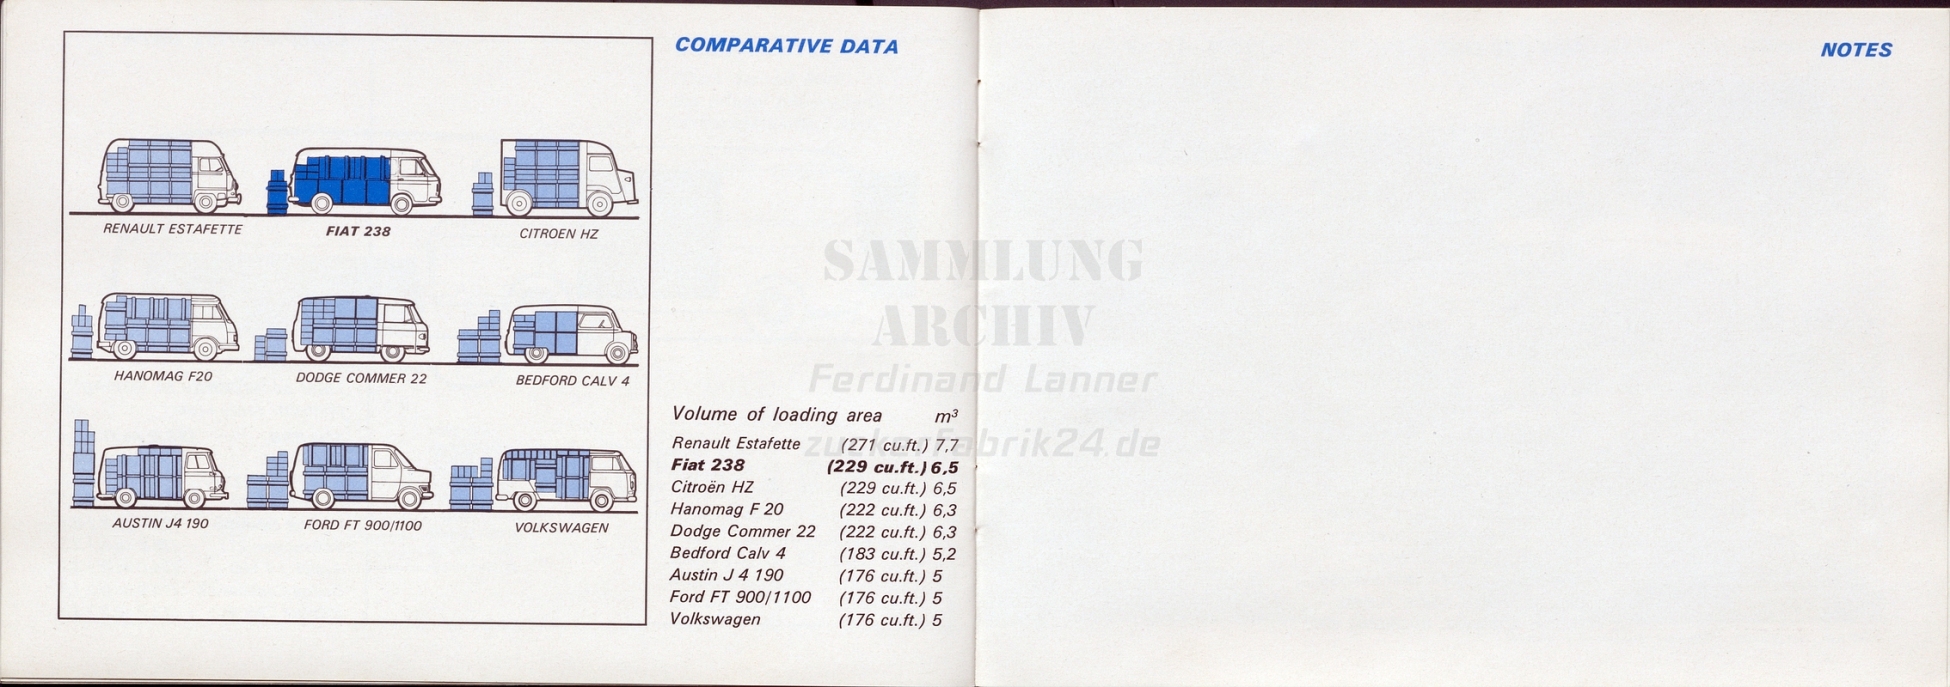 COMPARATIVE DATA
RENAULT ESTAFETTE
FIAT 238
CITROEN HZ
HANOMAG F20
DODGE COMMER 22
BEDFORD CALV 4
AUSTIN J4 190
FORD FT 900/1100
VOLKSWAGEN
Volume of loading area m³
Renault Estafette (271 cu.ft.) 7,7
Fiat 238 (229 cu.ft.) 6,5
Citroën HZ (229 cu.ft.) 6,5
Hanomag F 20 (222 cu.ft.) 6,3
Dodge Commer 22 (222 cu.ft.) 6,3
Bedford Calv 4 (183 cu.ft.) 5,2
Austin J 4 190 (176 cu.ft.) 5
Ford FT 900/1100 (176 cu.ft.) 5
Volkswagen (176 cu.ft.) 5
NOTES
SAMMLUNG
ARCHIV
Ferdinand Lanner
zuckerfabrik24.de